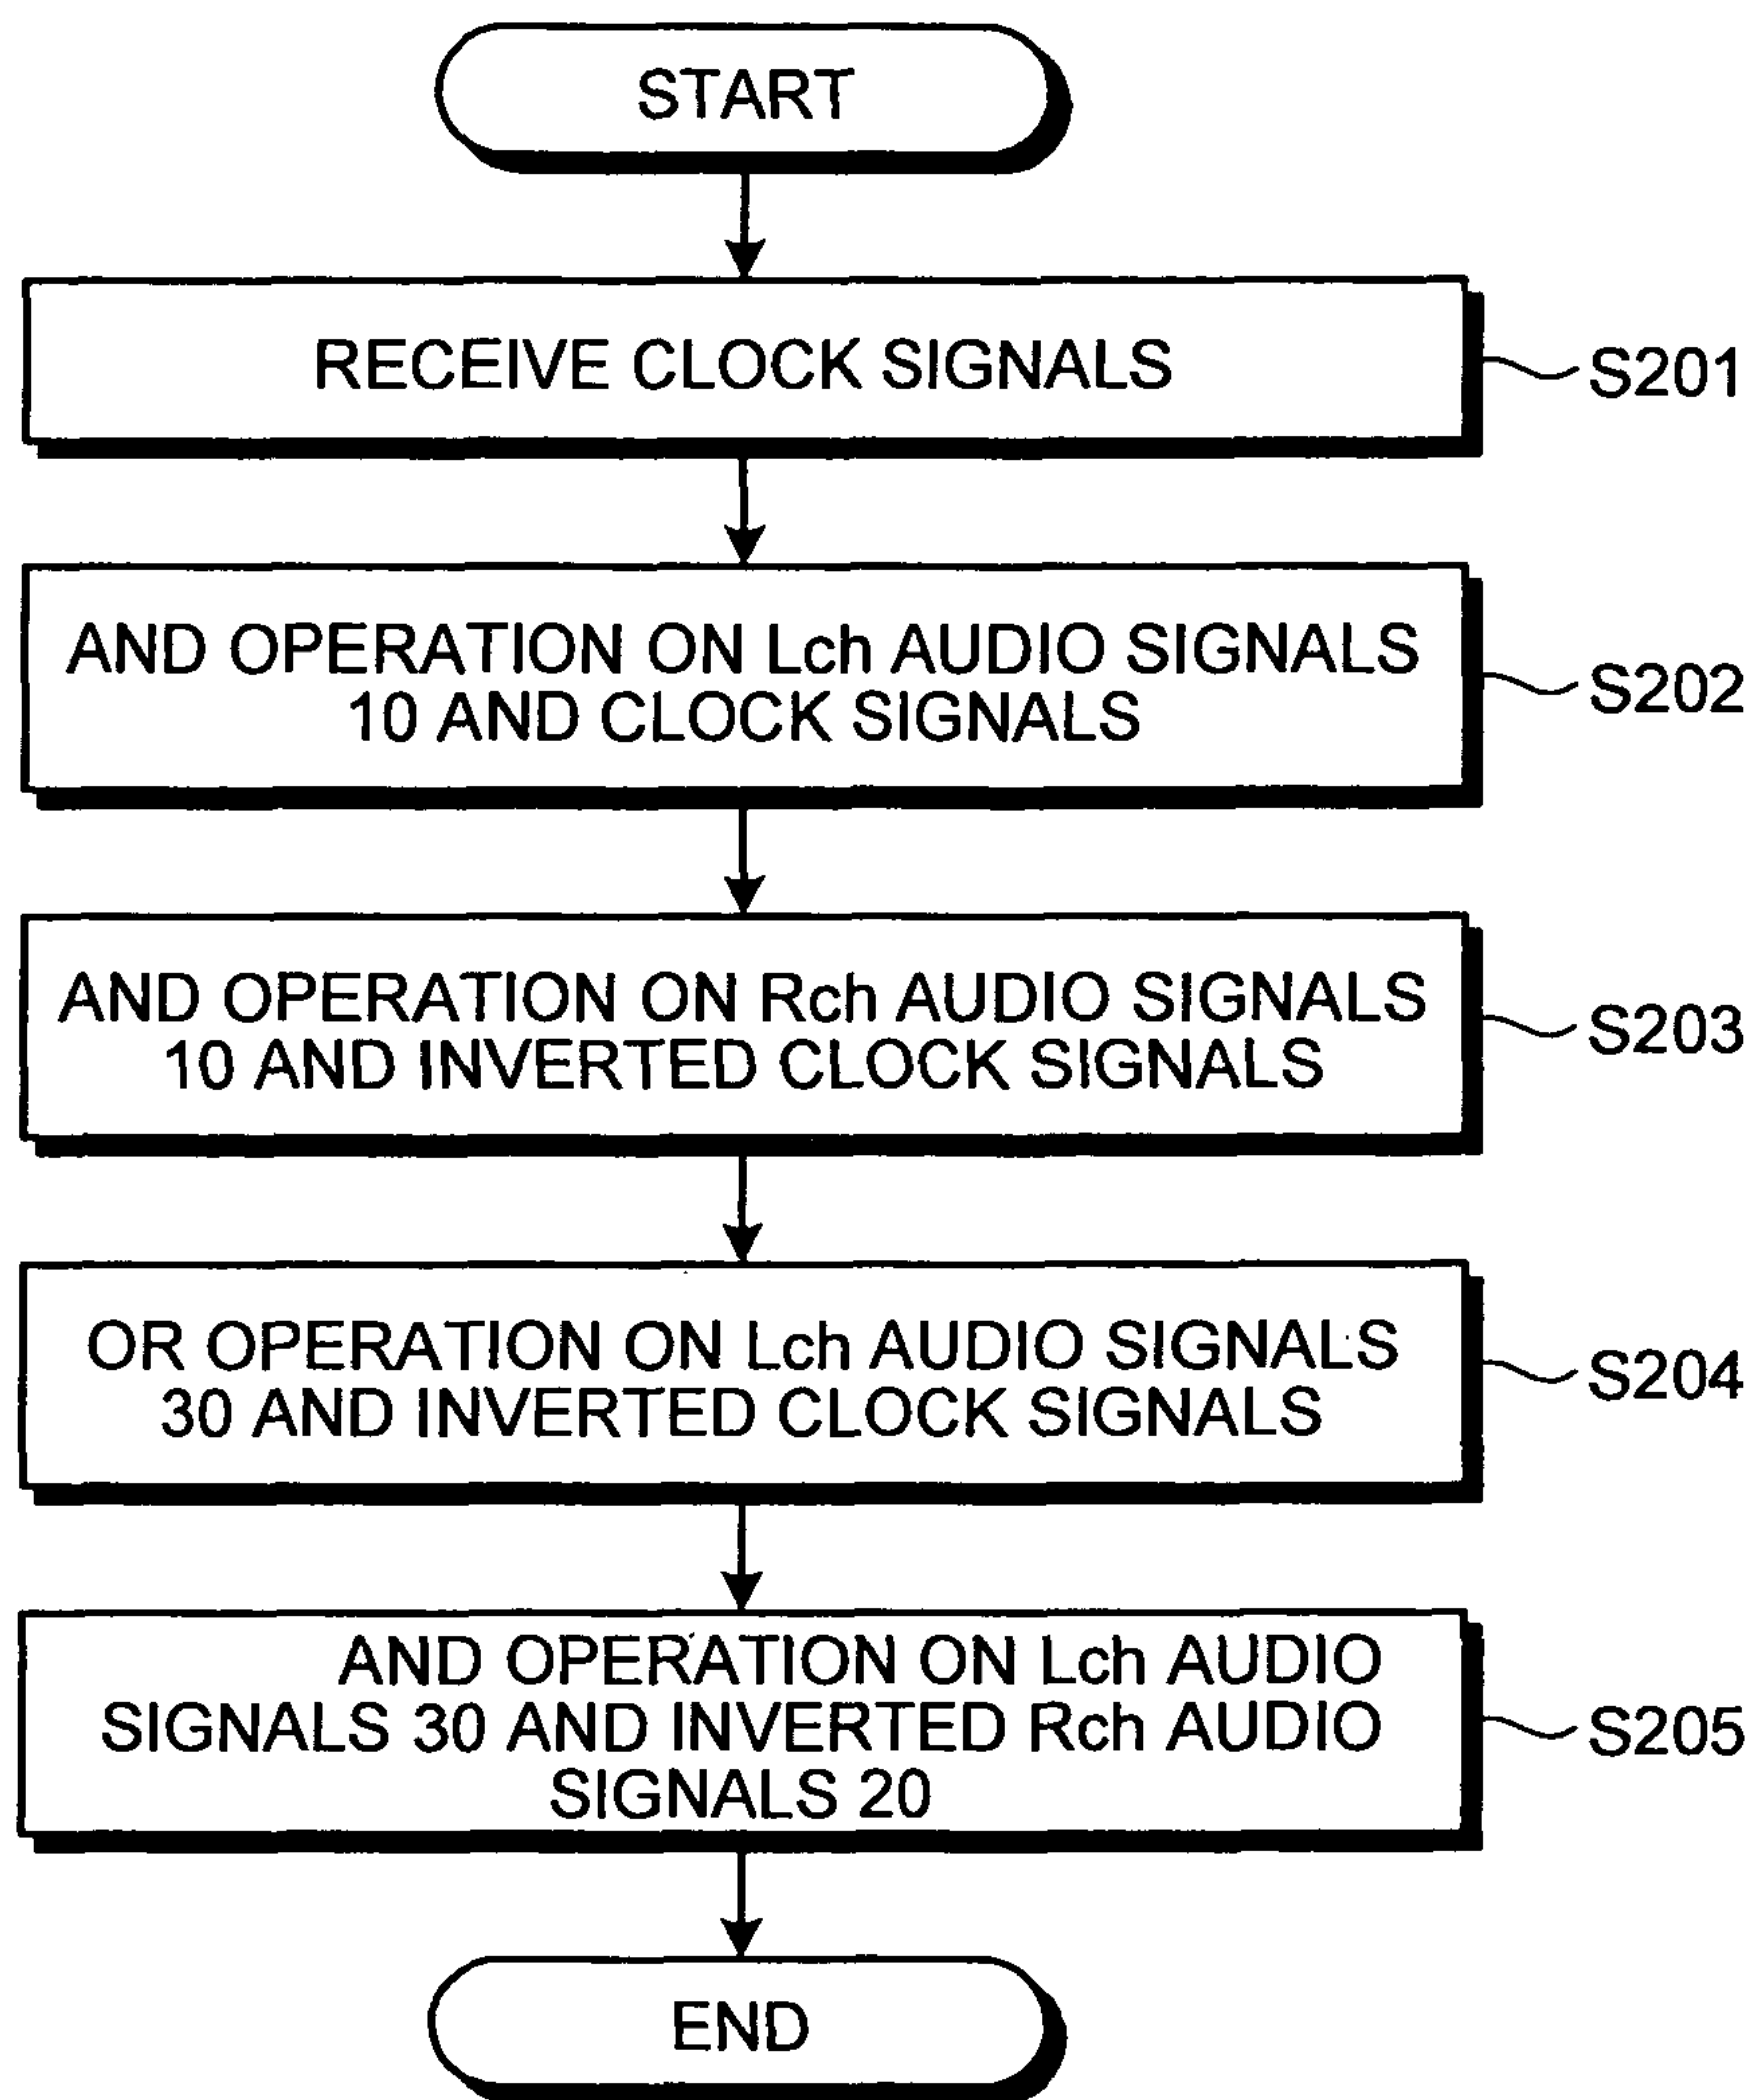 START
RECEIVE CLOCK SIGNALS
S201
AND OPERATION ON Lch AUDIO SIGNALS
10 AND CLOCK SIGNALS
S202
AND OPERATION ON Rch AUDIO SIGNALS
10 AND INVERTED CLOCK SIGNALS
S203
OR OPERATION ON Lch AUDIO SIGNALS
30 AND INVERTED CLOCK SIGNALS
S204
AND OPERATION ON Lch AUDIO
SIGNALS 30 AND INVERTED Rch AUDIO
SIGNALS 20
S205
END